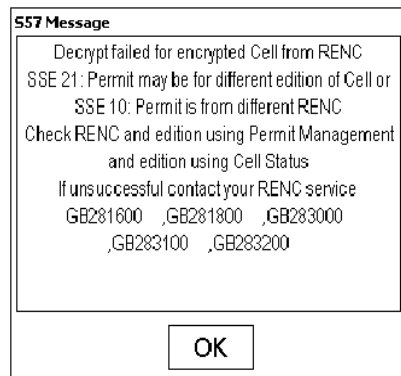 S57 Message
Decrypt failed for encrypted Cell from RENC
SSE 21: Permit may be for different edition of Cell or
SSE 10: Permit is from different RENC
Check RENC and edition using Permit Management
and edition using Cell Status
If unsuccessful contact your RENC service
GB281600 ,GB281800 ,GB283000
,GB283100 ,GB283200
OK